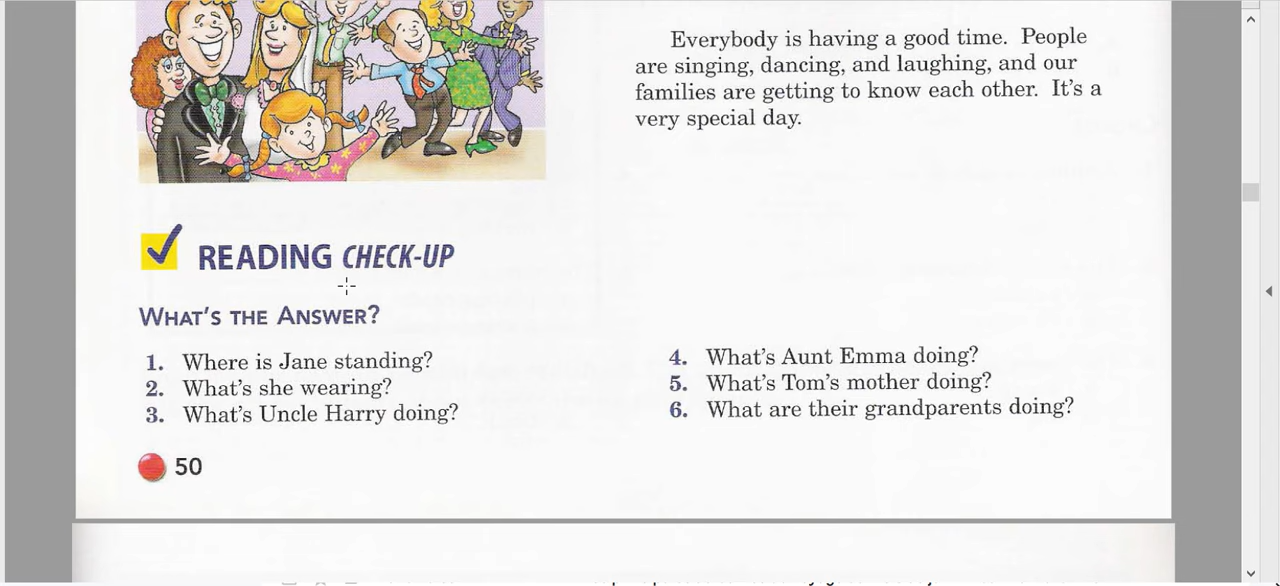 Everybody is having a good time. People
are singing, dancing, and laughing, and our
families are getting to know each other. It's a
very special day.
READING CHECK-UP
WHAT'S THE ANSWER?
1. Where is Jane standing?
2. What's she wearing?
3. What's Uncle Harry doing?
4. What's Aunt Emma doing?
5. What's Tom's mother doing?
6. What are their grandparents doing?
50